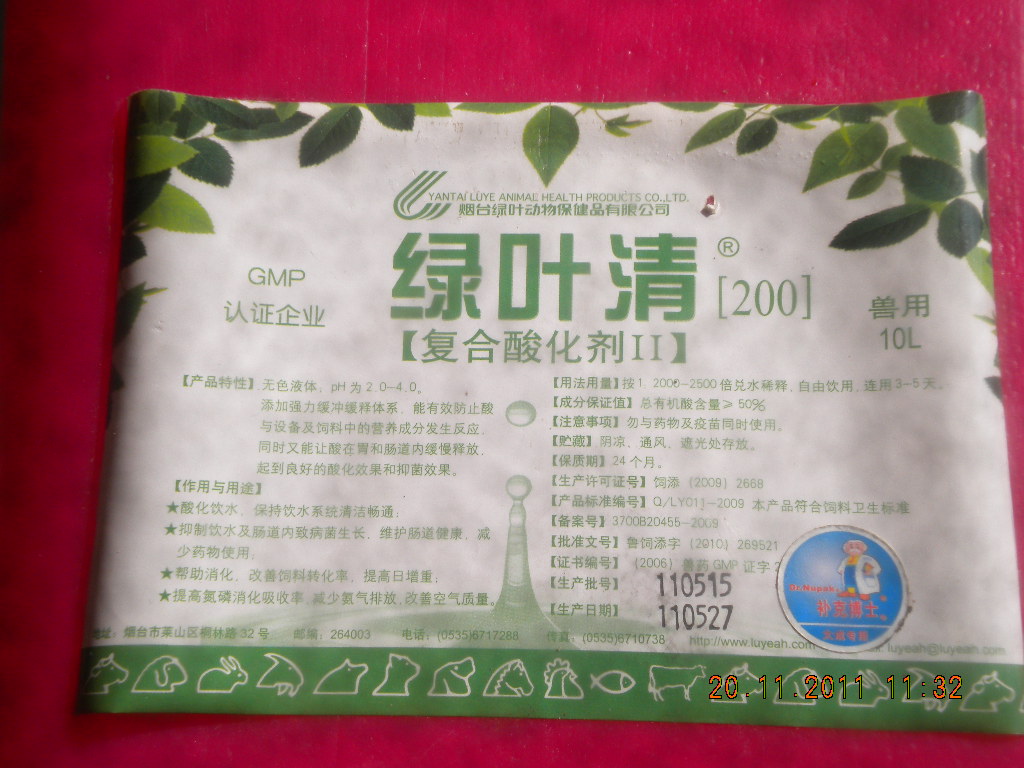 YANTAI LUYE ANIMAL HEALTH PRODUCTS CO.,LTD.
烟台绿叶动物保健品有限公司
绿叶清®
[200]
【复合酸化剂II】
GMP
认证企业
兽用
10L
【产品特性】无色液体，pH为2.0-4.0。
添加强力缓冲缓释体系，能有效防止酸
与设备及饲料中的营养成分发生反应，
同时又能让酸在胃和肠道内缓慢释放，
起到良好的酸化效果和抑菌效果。
【作用与用途】
★酸化饮水，保持饮水系统清洁畅通；
★抑制饮水及肠道内致病菌生长，维护肠道健康，减
少药物使用；
★帮助消化，改善饲料转化率，提高日增重；
★提高氮磷消化吸收率，减少氨气排放，改善空气质量。
【用法用量】按1:2000-2500倍兑水稀释，自由饮用，连用3-5天。
【成分保证值】总有机酸含量≥50%
【注意事项】勿与药物及疫苗同时使用。
【贮藏】阴凉、通风、遮光处存放。
【保质期】24个月。
【生产许可证号】饲添（2009）2668
【产品标准编号】Q/LY011-2009 本产品符合饲料卫生标准
【备案号】3700B20455-2009
【批准文号】鲁饲添字（2010）269521
【证书编号】（2006）兽药GMP证字2
【生产批号】110515
【生产日期】110527
Dr.Nupak
补克博士®
地址：烟台市莱山区桐林路32号 邮编：264003 电话：(0535)6717288 传真：(0535)6710738 http://www.luyeah.com luyeah@luyeah.com
20.11.2011 11:32